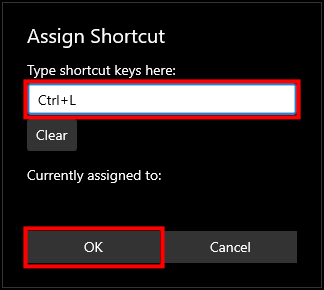 Assign Shortcut
Type shortcut keys here:
Ctrl+L
Clear
Currently assigned to:
OK
Cancel